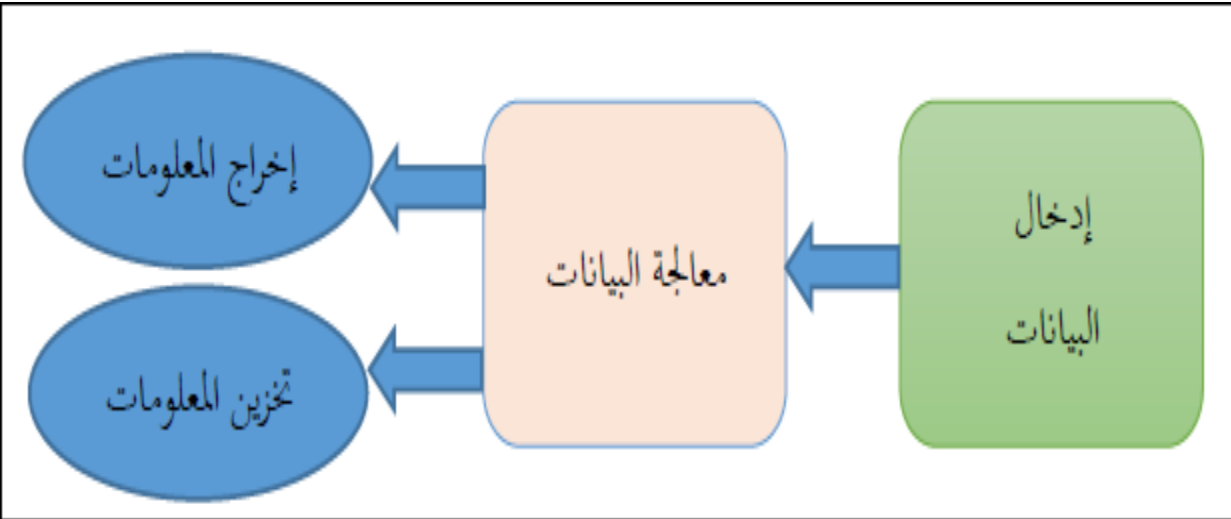 إدخال
البيانات
معالجة البيانات
إخراج المعلومات
تخزين المعلومات